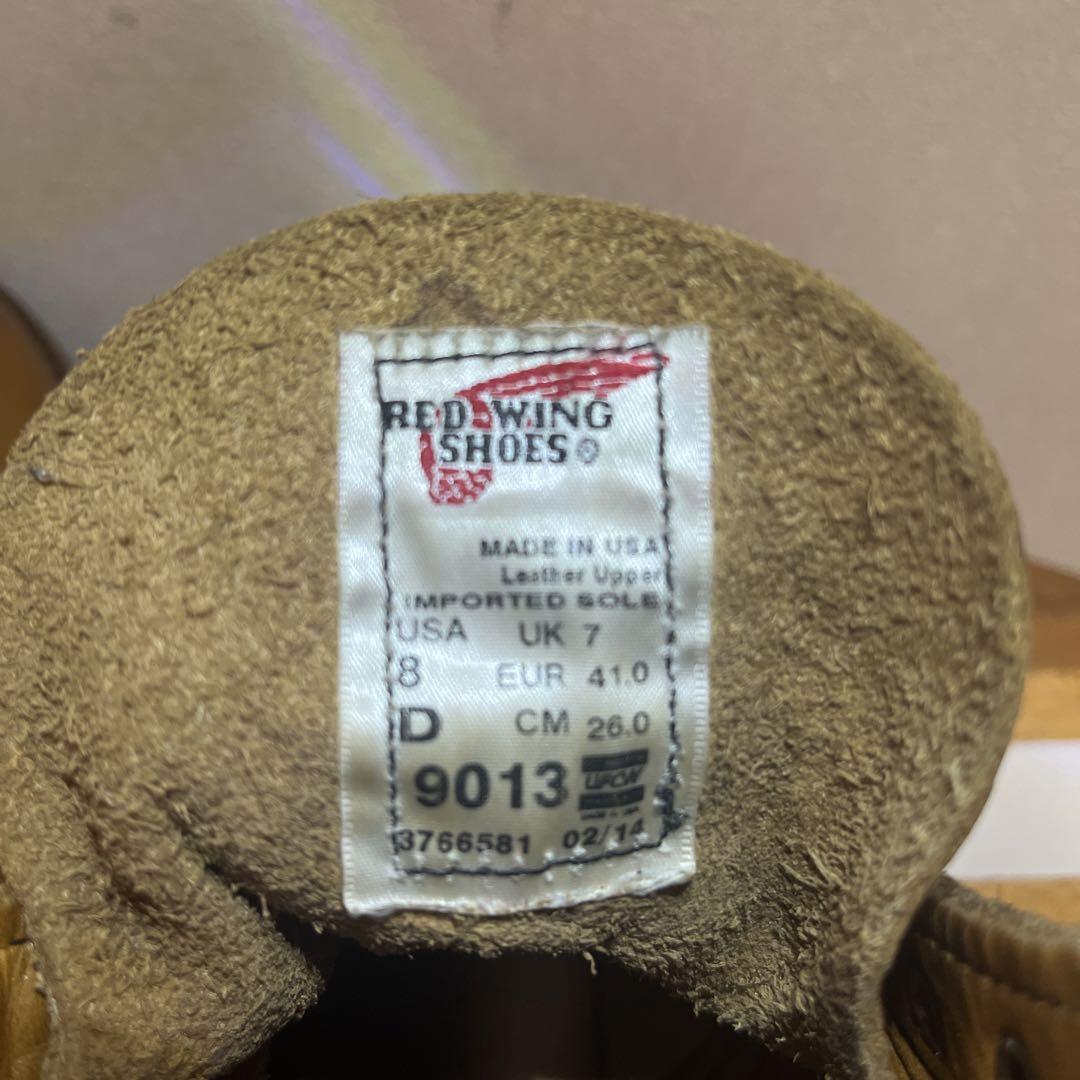 RED WING
SHOES
MADE IN USA
Leather Upper
IMPORTED SOLE
USA UK 7
8 EUR 41.0
D CM 26.0
9013 UFCW
3766581 02/14